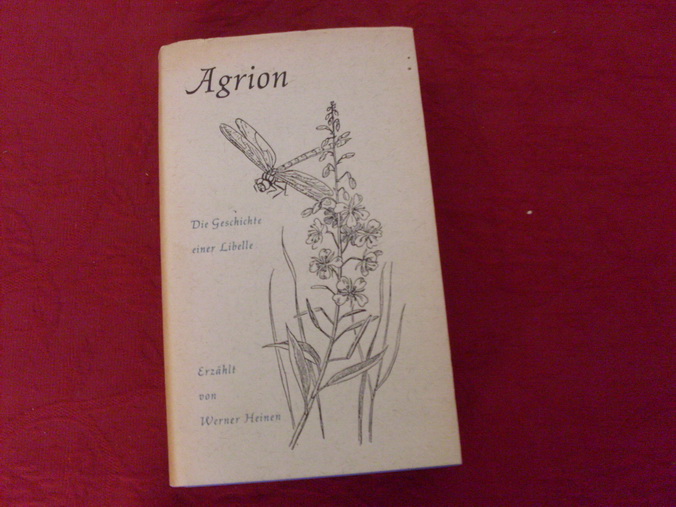 Agrion
Die Geschichte
einer Libelle
Erzählt
von
Werner Heinen